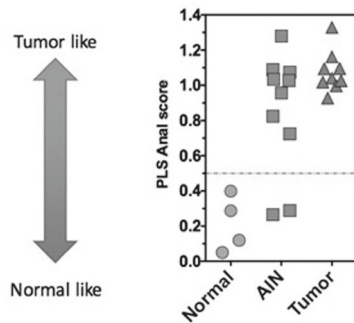 Tumor like
Normal like
PLS Anal score
1.4
1.2
1.0
0.8
0.6
0.4
0.2
0.0
Normal
AIN
Tumor